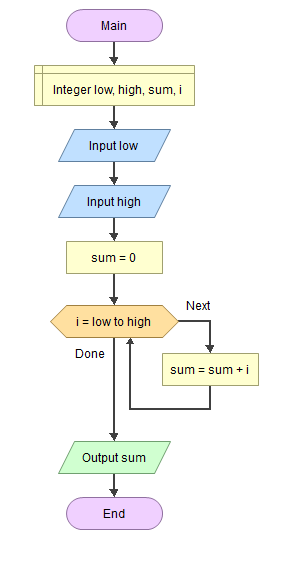 Main
Integer low, high, sum, i
Input low
Input high
sum = 0
i = low to high
Next
Done
sum = sum + i
Output sum
End